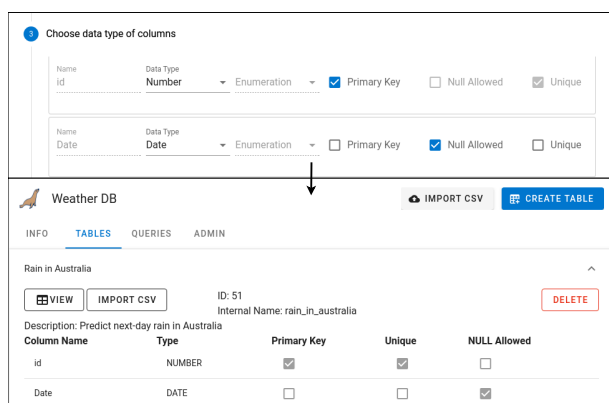 3 Choose data type of columns
Name Data Type
id Number Enumeration Primary Key Null Allowed Unique
Name Data Type
Date Date Enumeration Primary Key Null Allowed Unique
Weather DB IMPORT CSV CREATE TABLE
INFO TABLES QUERIES ADMIN
Rain in Australia
VIEW IMPORT CSV ID: 51 DELETE
Internal Name: rain_in_australia
Description: Predict next-day rain in Australia
Column Name Type Primary Key Unique NULL Allowed
id NUMBER
Date DATE